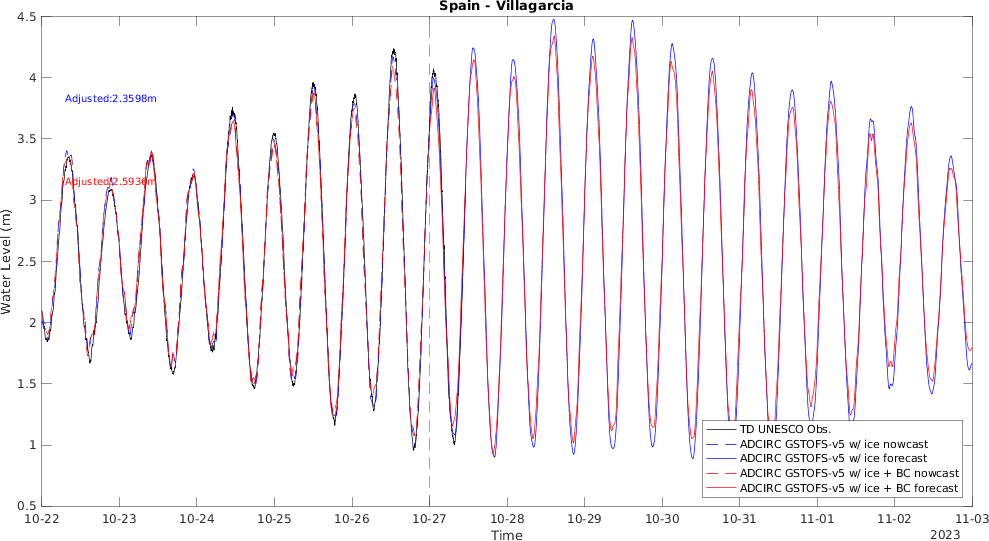 Spain - Villagarcia
4.5
4
3.5
3
2.5
2
1.5
1
0.5
Water Level (m)
Adjusted:2.3598m
Adjusted:2.5936m
TD UNESCO Obs.
ADCIRC GSTOFS-v5 w/ ice nowcast
ADCIRC GSTOFS-v5 w/ ice forecast
ADCIRC GSTOFS-v5 w/ ice + BC nowcast
ADCIRC GSTOFS-v5 w/ ice + BC forecast
10-22 10-23 10-24 10-25 10-26 10-27 10-28 10-29 10-30 10-31 11-01 11-02 11-03
Time
2023